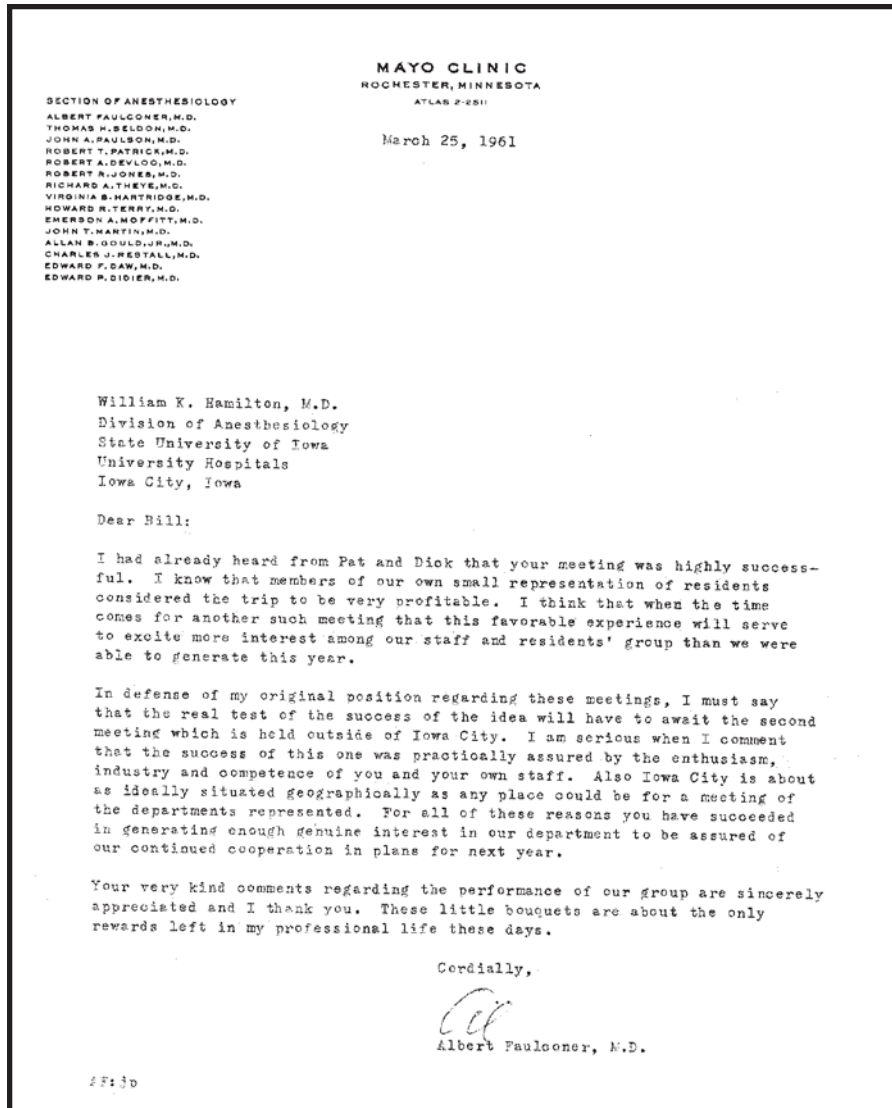 MAYO CLINIC
ROCHESTER, MINNESOTA
ATLAS 2-2511
SECTION OF ANESTHESIOLOGY
ALBERT FAULCONER, M.D.
THOMAS H. SELDON, M.D.
JOHN A. PAULSON, M.D.
ROBERT T. PATRICK, M.D.
ROBERT A. DEVLOO, M.D.
ROBERT R. JONES, M.D.
RICHARD A. THEYE, M.D.
VIRGINIA B. HARTRIDGE, M.D.
HOWARD R. TERRY, M.D.
EMERSON A. MOFFITT, M.D.
JOHN T. MARTIN, M.D.
ALLAN B. GOULD, JR., M.D.
CHARLES J. RESTALL, M.D.
EDWARD F. DAW, M.D.
EDWARD P. DIDIER, M.D.
March 25, 1961
William K. Hamilton, M.D.
Division of Anesthesiology
State University of Iowa
University Hospitals
Iowa City, Iowa
Dear Bill:
I had already heard from Pat and Dick that your meeting was highly success-
ful. I know that members of our own small representation of residents
considered the trip to be very profitable. I think that when the time
comes for another such meeting that this favorable experience will serve
to excite more interest among our staff and residents' group than we were
able to generate this year.
In defense of my original position regarding these meetings, I must say
that the real test of the success of the idea will have to await the second
meeting which is held outside of Iowa City. I am serious when I comment
that the success of this one was practically assured by the enthusiasm,
industry and competence of you and your own staff. Also Iowa City is about
as ideally situated geographically as any place could be for a meeting of
the departments represented. For all of these reasons you have succeeded
in generating enough genuine interest in our department to be assured of
our continued cooperation in plans for next year.
Your very kind comments regarding the performance of our group are sincerely
appreciated and I thank you. These little bouquets are about the only
rewards left in my professional life these days.
Cordially,
Albert Faulconer, M.D.
AF:jp